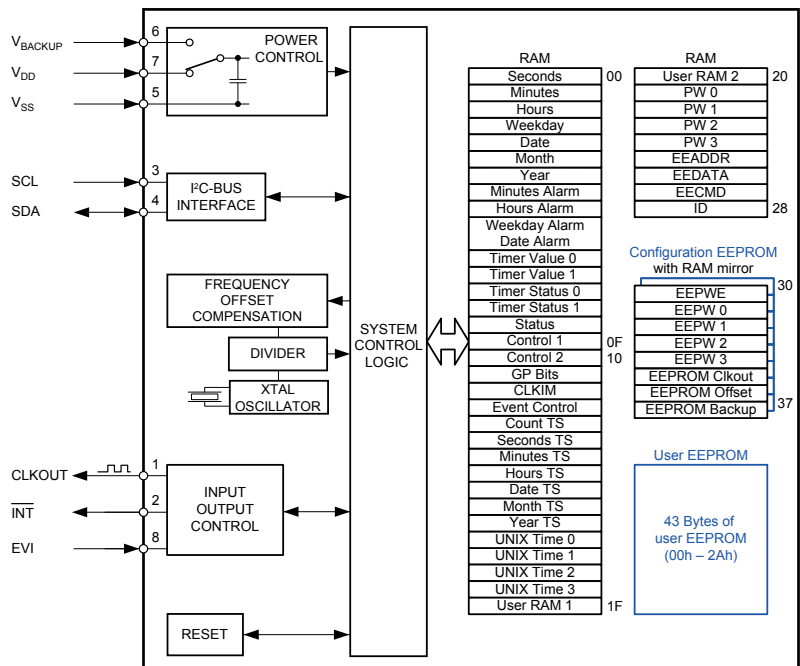 V_BACKUP
6
V_DD
7
V_SS
5
POWER
CONTROL
SCL
3
SDA
4
I²C-BUS
INTERFACE
FREQUENCY
OFFSET
COMPENSATION
DIVIDER
XTAL
OSCILLATOR
CLKOUT
1
INT
2
EVI
8
INPUT
OUTPUT
CONTROL
RESET
SYSTEM
CONTROL
LOGIC
RAM
Seconds 00
Minutes
Hours
Weekday
Date
Month
Year
Minutes Alarm
Hours Alarm
Weekday Alarm
Date Alarm
Timer Value 0
Timer Value 1
Timer Status 0
Timer Status 1
Status
Control 1 0F
Control 2 10
GP Bits
CLKIM
Event Control
Count TS
Seconds TS
Minutes TS
Hours TS
Date TS
Month TS
Year TS
UNIX Time 0
UNIX Time 1
UNIX Time 2
UNIX Time 3
User RAM 1 1F
RAM
User RAM 2 20
PW 0
PW 1
PW 2
PW 3
EEADDR
EEDATA
EECMD
ID 28
Configuration EEPROM
with RAM mirror
30
EEPWE
EEPW 0
EEPW 1
EEPW 2
EEPW 3
EEPROM Clkout
EEPROM Offset
EEPROM Backup 37
User EEPROM
43 Bytes of
user EEPROM
(00h – 2Ah)